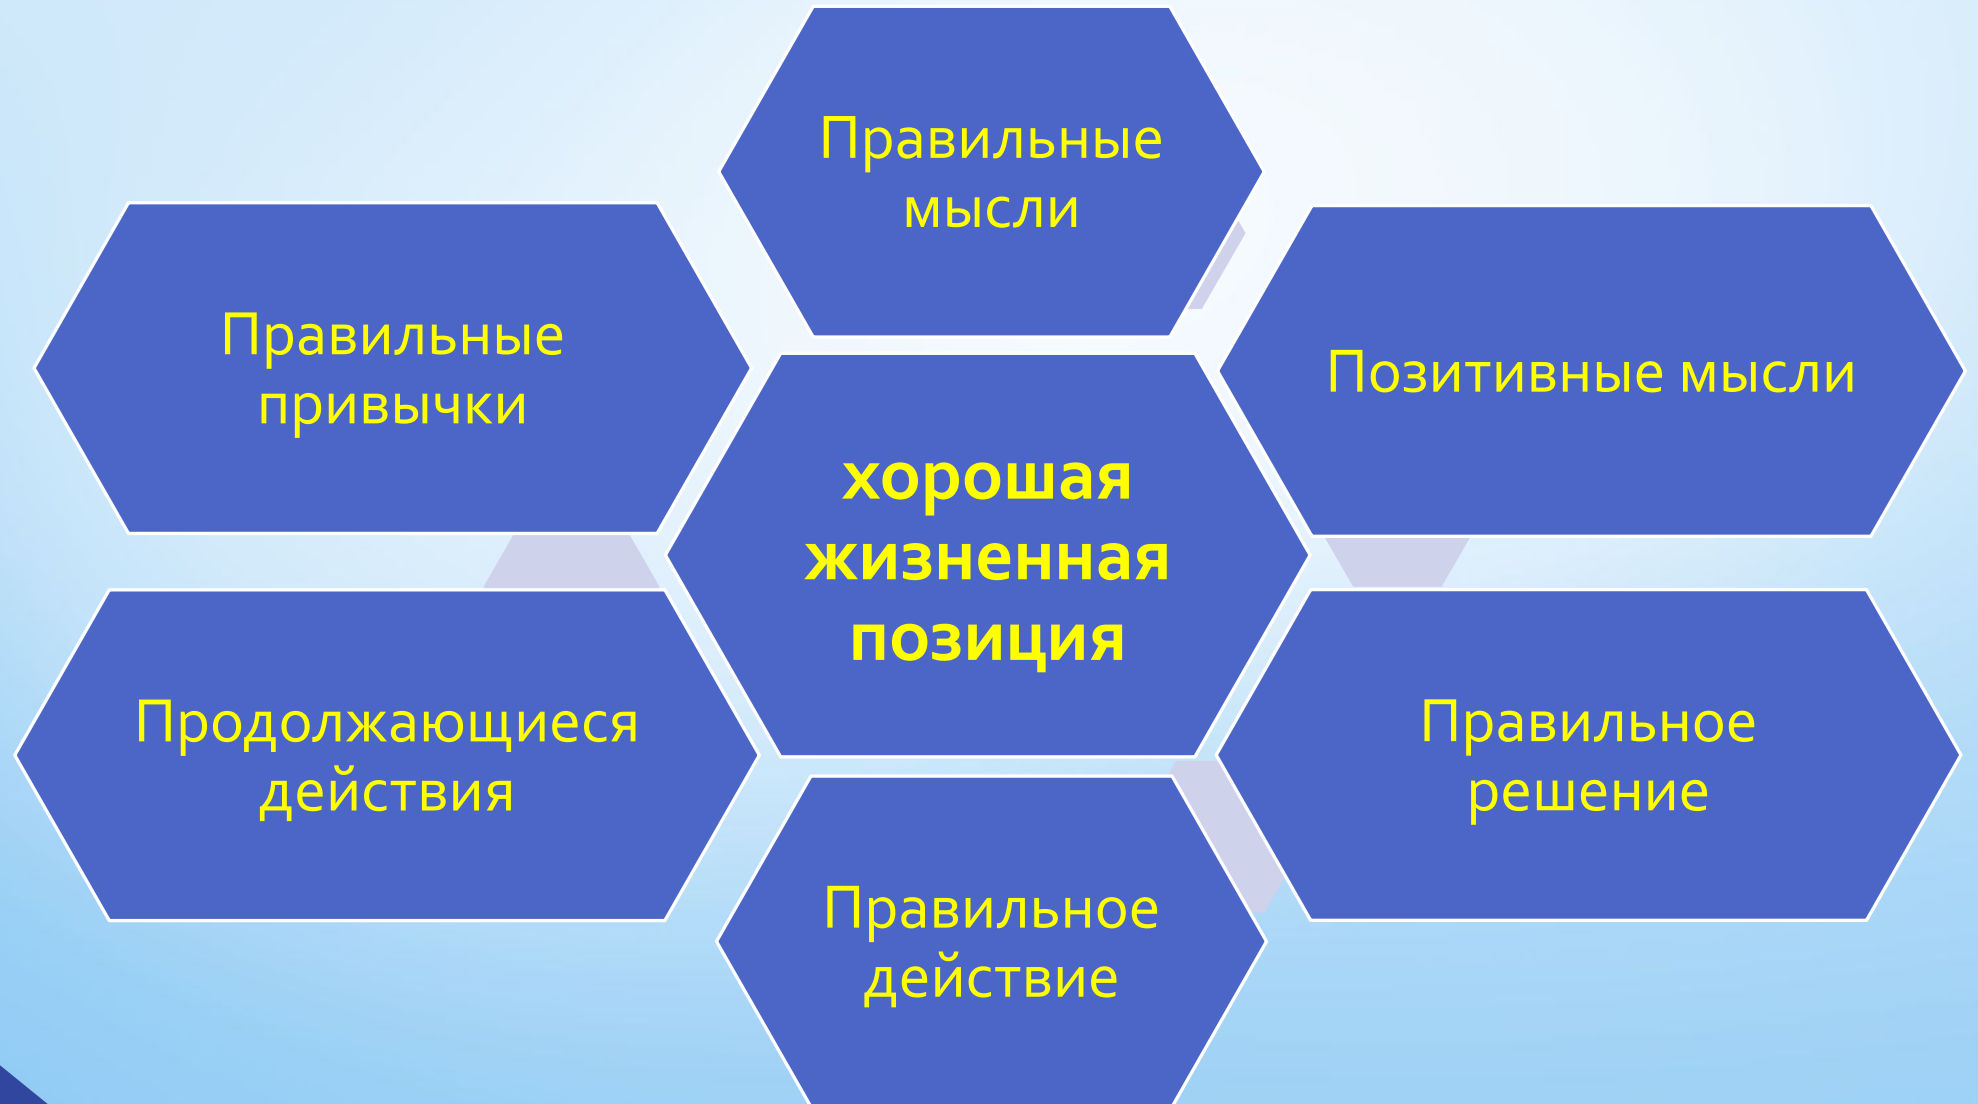 Правильные
мысли
Правильные
привычки
Позитивные мысли
хорошая
жизненная
позиция
Продолжающиеся
действия
Правильное
решение
Правильное
действие